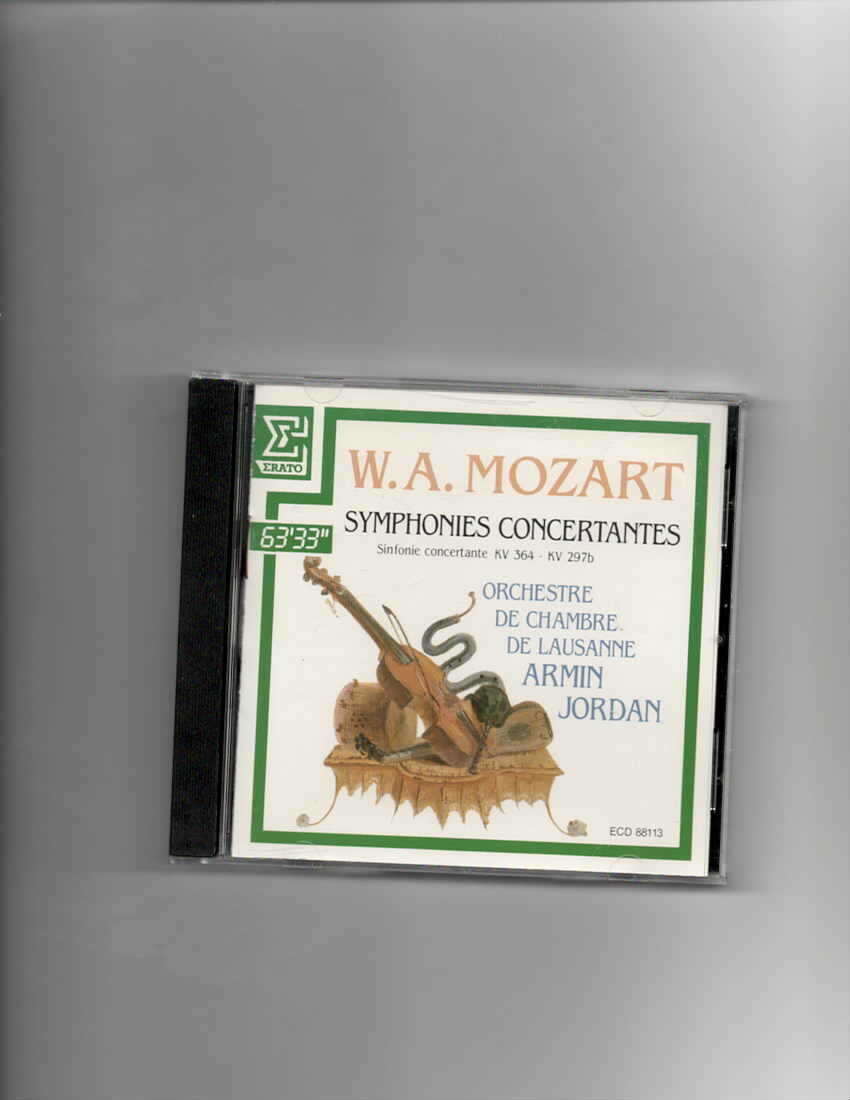 ΣRATO
W.A. MOZART
SYMPHONIES CONCERTANTES
63'33"
Sinfonie concertante KV 364 - KV 297b
ORCHESTRE
DE CHAMBRE
DE LAUSANNE
ARMIN
JORDAN
ECD 88113